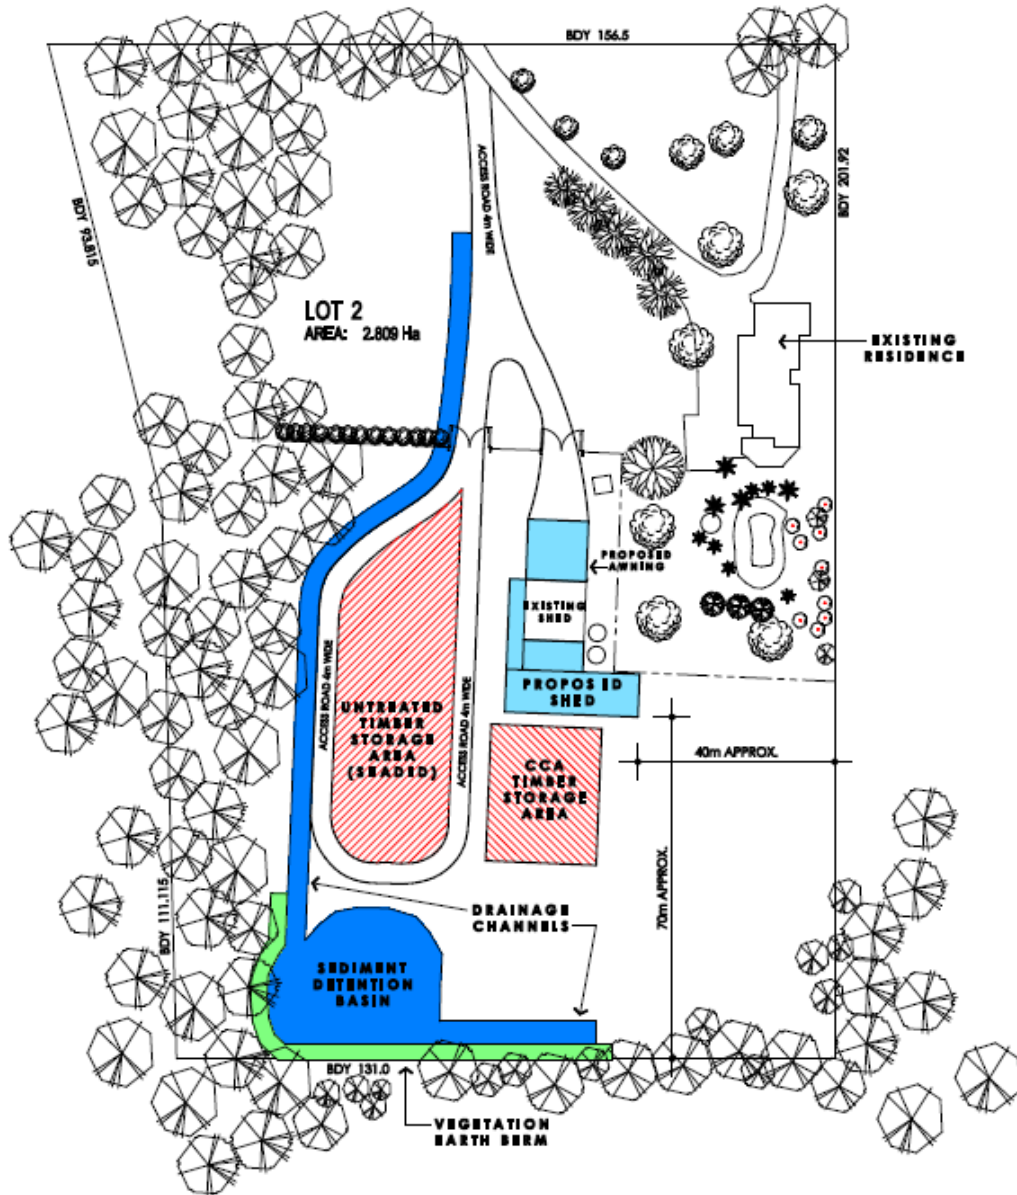 BDY 156.5
ACCESS ROAD 4m WIDE
BDY 201.92
BDY 93.815
LOT 2
AREA: 2.809 Ha
EXISTING
RESIDENCE
PROPOSED
AWNING
EXISTING
SHED
PROPOSED
SHED
ACCESS ROAD 4m WIDE
UNTREATED
TIMBER
STORAGE
AREA
(SHADED)
ACCESS ROAD 4m WIDE
CCA
TIMBER
STORAGE
AREA
40m APPROX.
70m APPROX.
BDY 111.115
DRAINAGE
CHANNELS
SEDIMENT
DETENTION
BASIN
BDY 131.0
VEGETATION
EARTH BERM